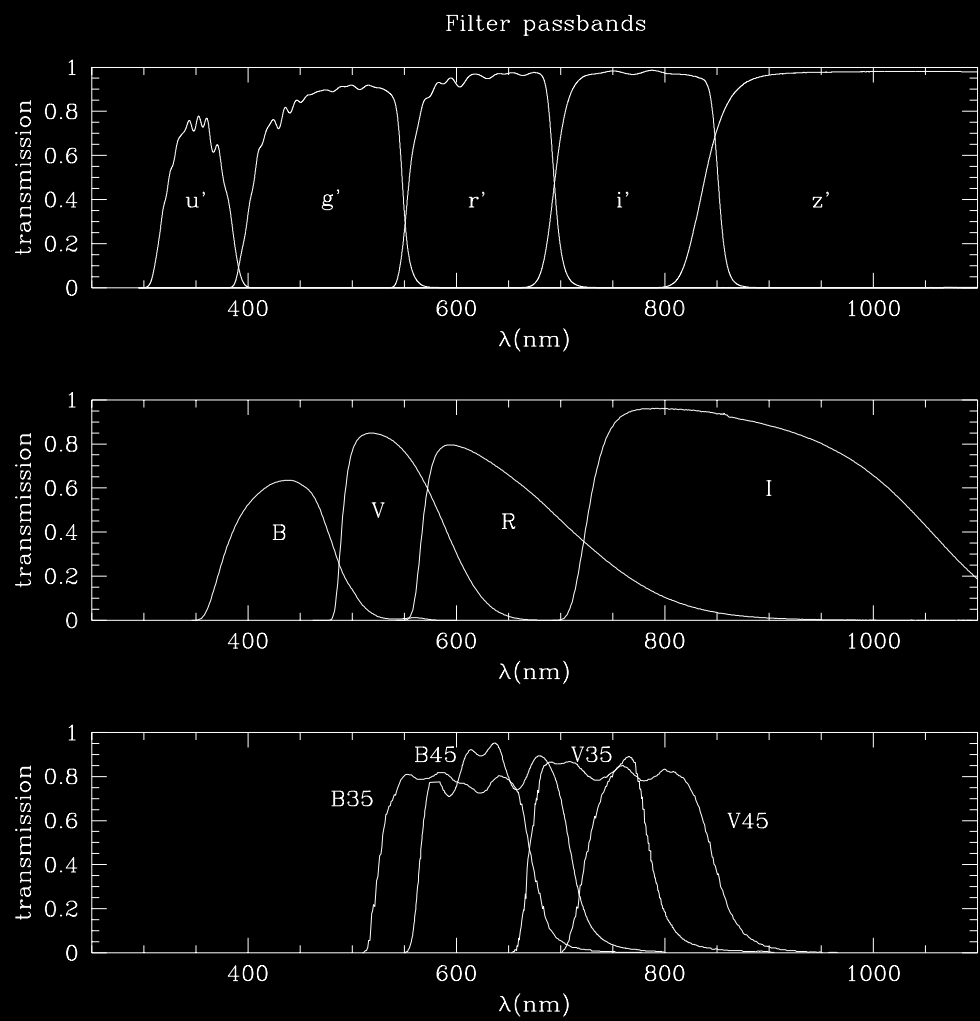 Filter passbands
transmission
1
0.8
0.6
0.4
0.2
0
u'
g'
r'
i'
z'
400
600
800
1000
λ(nm)
transmission
1
0.8
0.6
0.4
0.2
0
B
V
R
I
400
600
800
1000
λ(nm)
transmission
1
0.8
0.6
0.4
0.2
0
B35
B45
V35
V45
400
600
800
1000
λ(nm)